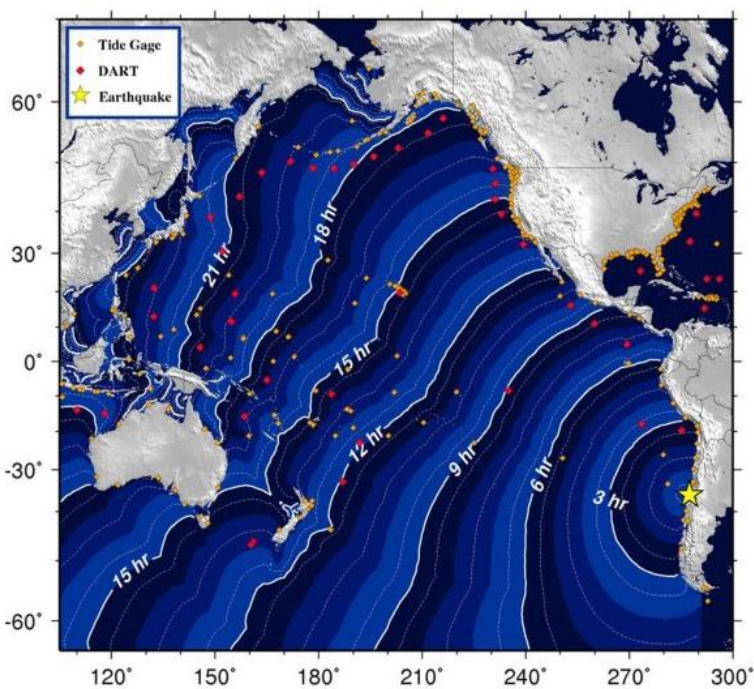 Tide Gage
DART
Earthquake
60˚
30˚
0˚
-30˚
-60˚
21 hr
18 hr
15 hr
12 hr
9 hr
6 hr
3 hr
15 hr
120˚ 150˚ 180˚ 210˚ 240˚ 270˚ 300˚